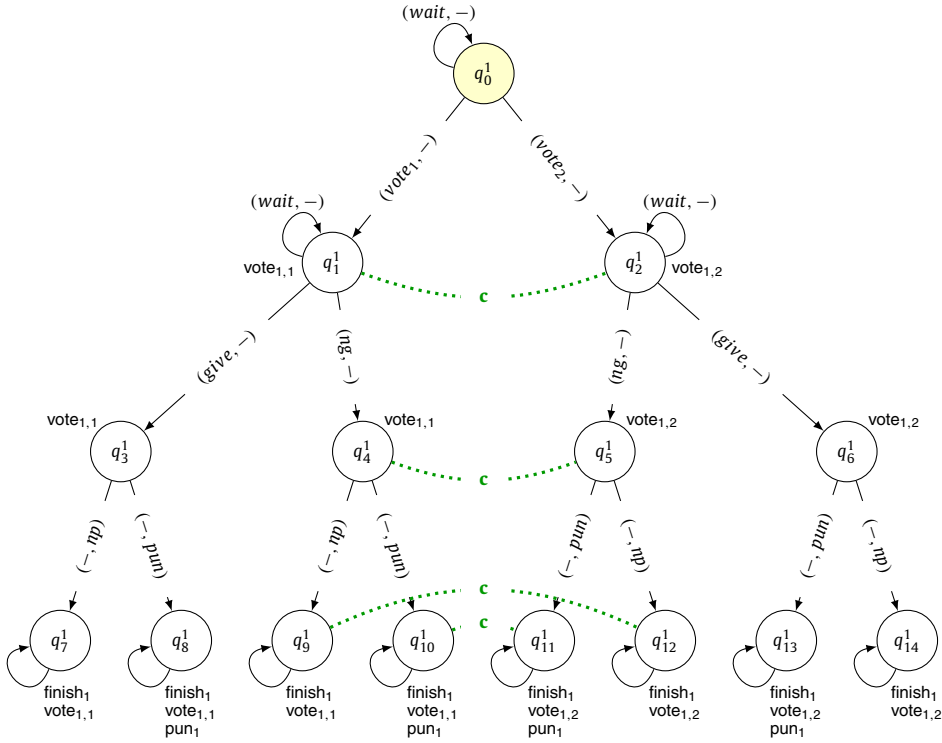 (wait, −)
q₀¹
(vote₁, −)
(vote₂, −)
(wait, −)
(wait, −)
vote₁,₁
q₁¹
q₂¹
vote₁,₂
c
(give, −)
(ng, −)
(ng, −)
(give, −)
vote₁,₁
vote₁,₁
vote₁,₂
vote₁,₂
q₃¹
q₄¹
q₅¹
q₆¹
c
(−, np)
(−, pun)
(−, np)
(−, pun)
(−, pun)
(−, np)
(−, pun)
(−, np)
c
c
q₇¹
q₈¹
q₉¹
q₁₀¹
q₁₁¹
q₁₂¹
q₁₃¹
q₁₄¹
finish₁
vote₁,₁
finish₁
vote₁,₁
pun₁
finish₁
vote₁,₁
finish₁
vote₁,₁
pun₁
finish₁
vote₁,₂
pun₁
finish₁
vote₁,₂
finish₁
vote₁,₂
pun₁
finish₁
vote₁,₂